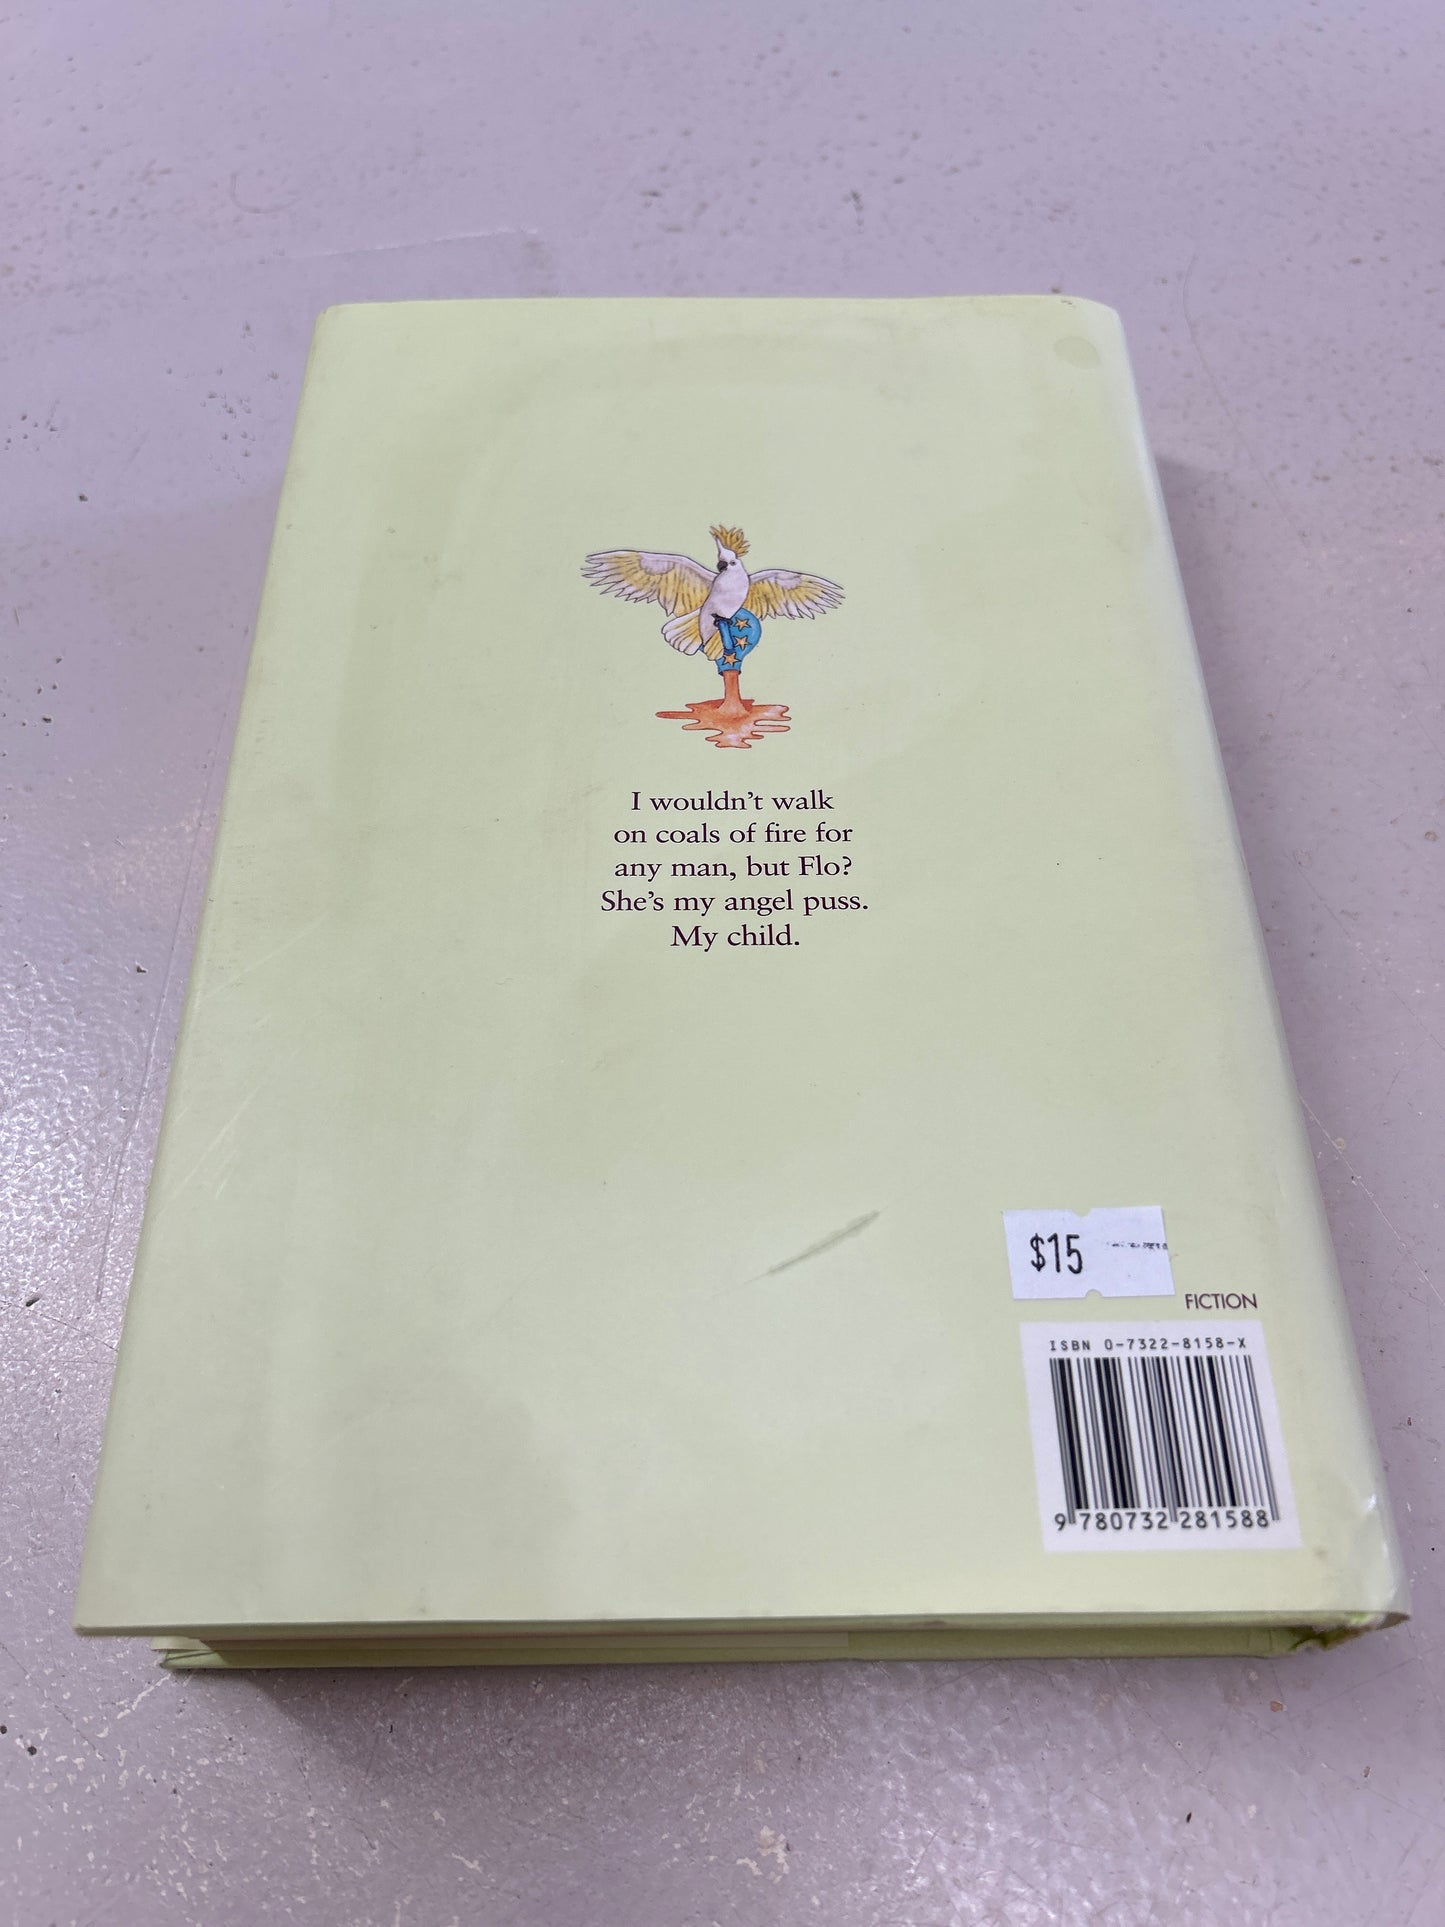 I wouldn't walk
on coals of fire for
any man, but Flo?
She's my angel puss.
My child.
$15
FICTION
ISBN 0-7322-8158-X
9 780732 281588